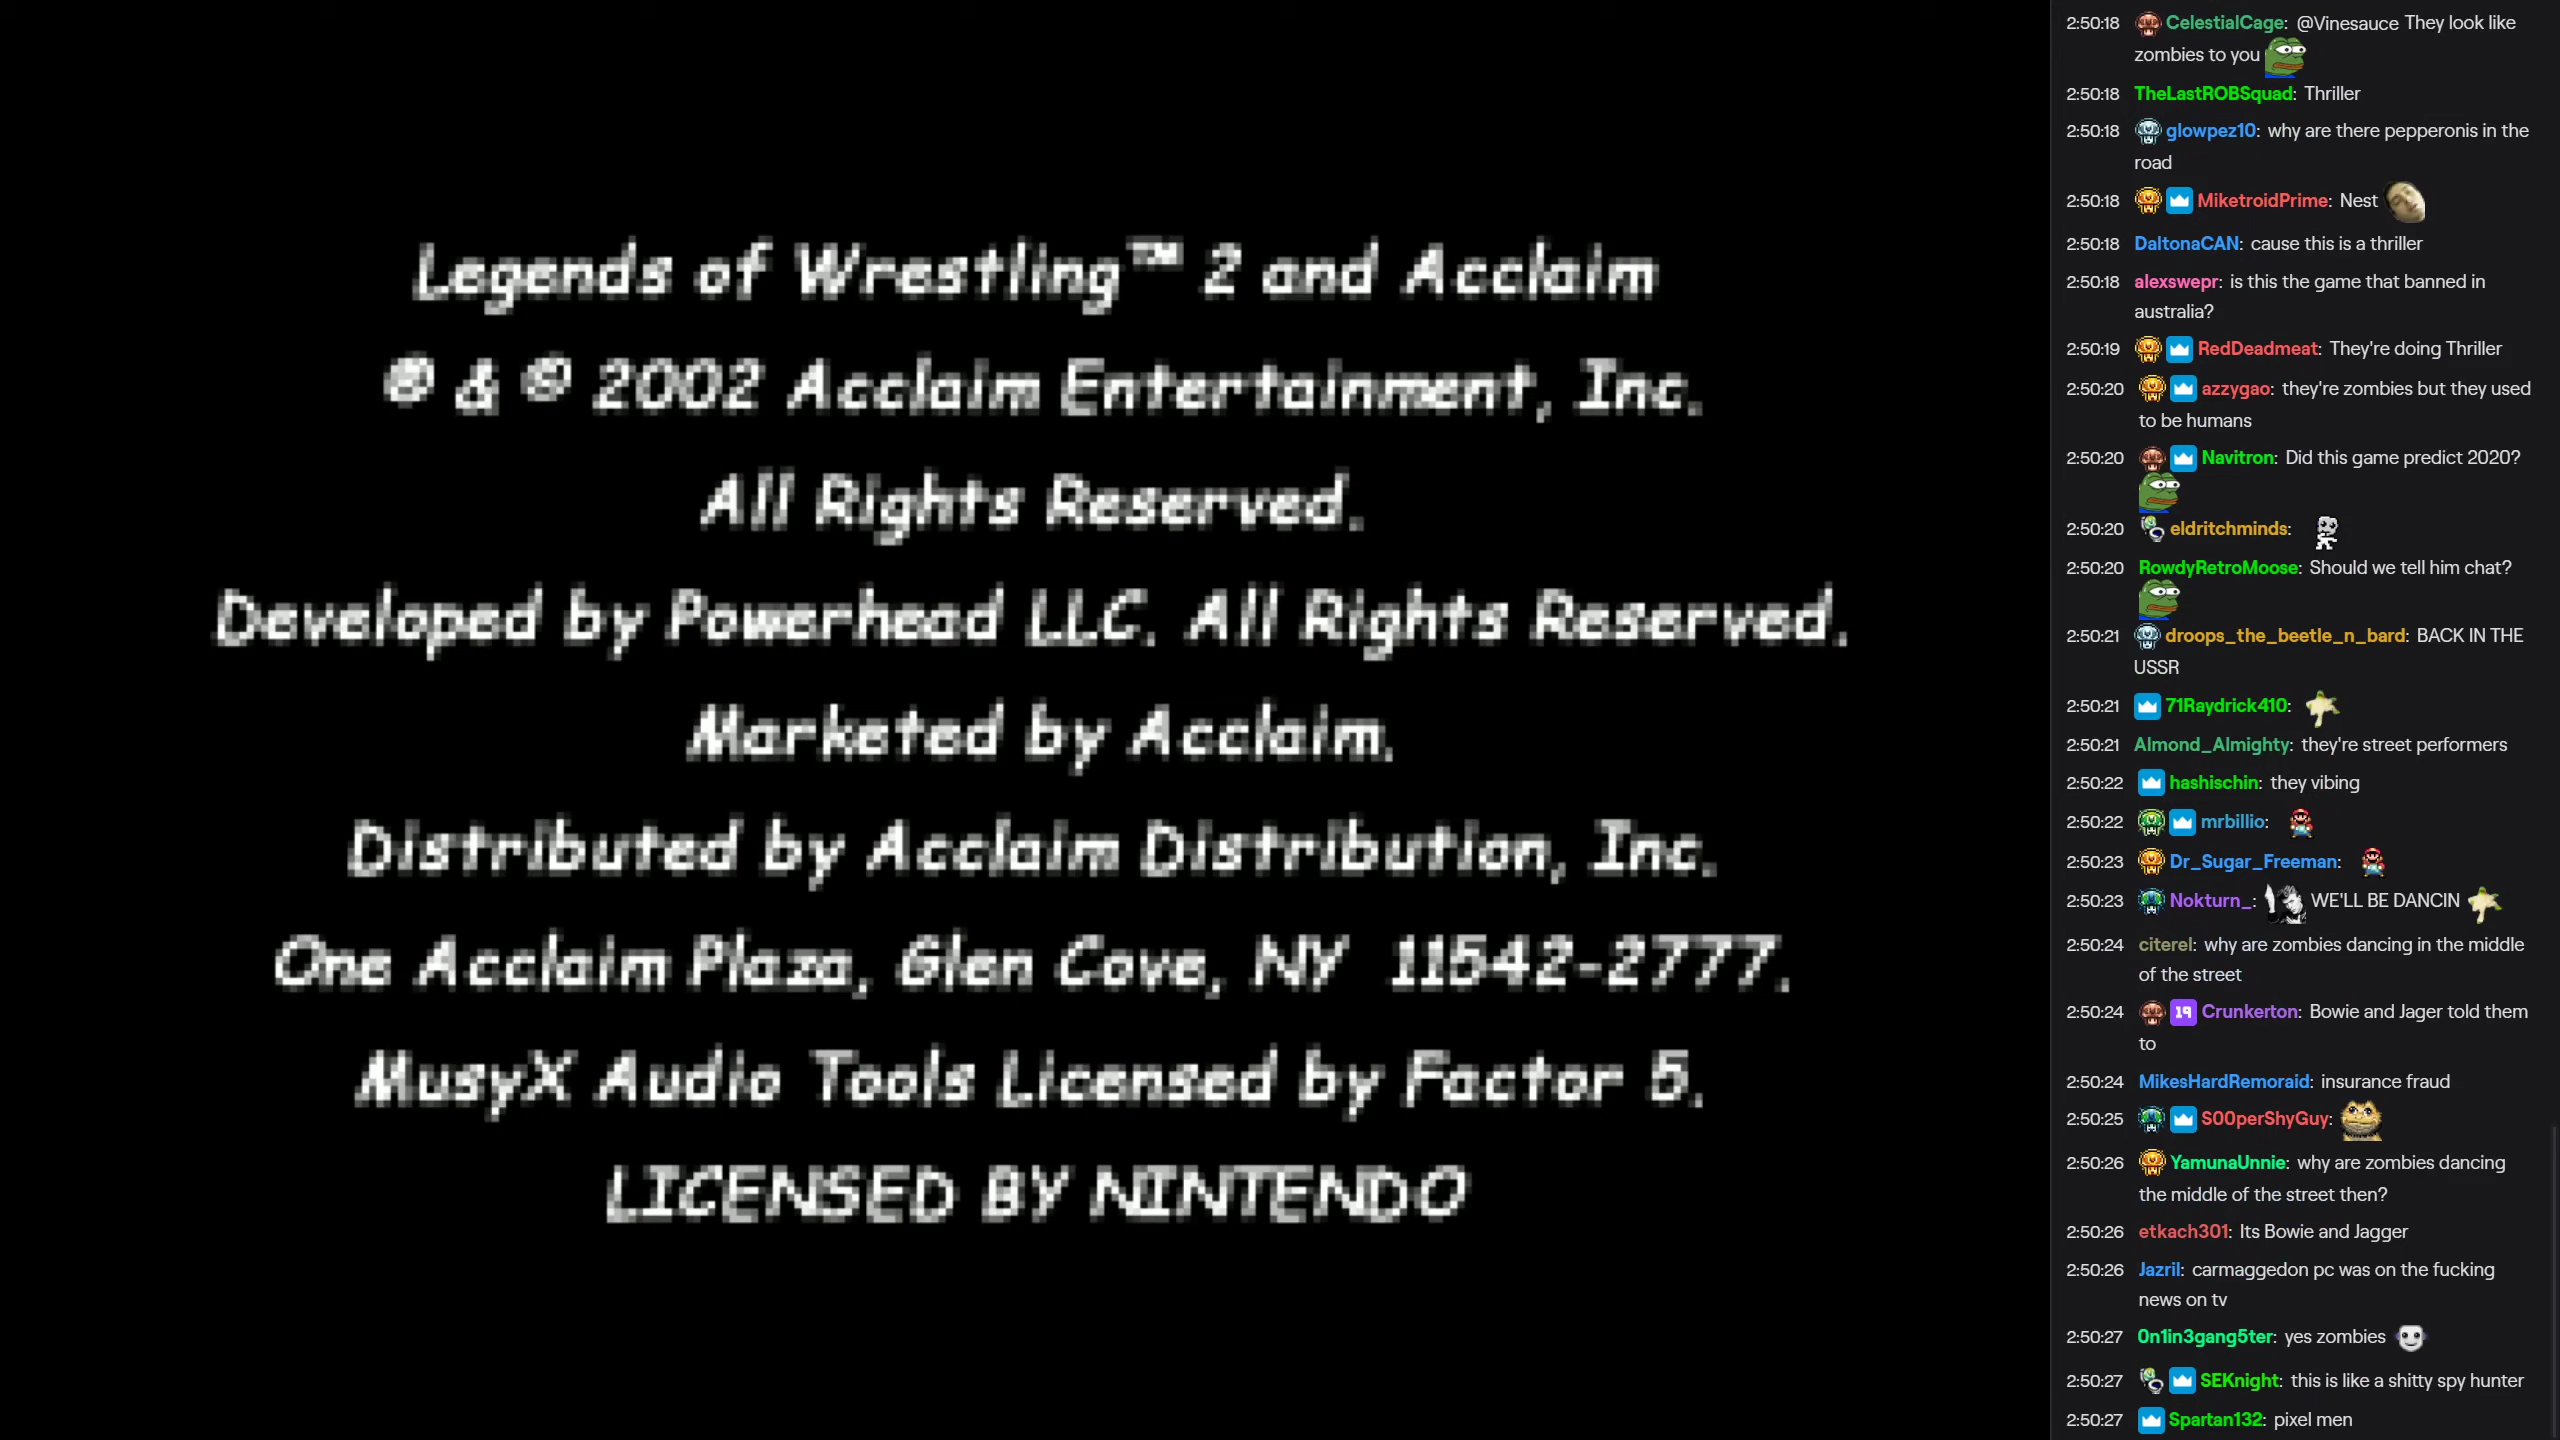 Legends of Wrestling™ 2 and Acclaim
® & © 2002 Acclaim Entertainment, Inc.
All Rights Reserved.
Developed by Powerhead LLC. All Rights Reserved.
Marketed by Acclaim.
Distributed by Acclaim Distribution, Inc.
One Acclaim Plaza, Glen Cove, NY 11542-2777.
MusyX Audio Tools Licensed by Factor 5.
LICENSED BY NINTENDO
2:50:18 CelestialCage: @Vinesauce They look like
zombies to you
2:50:18 TheLastROBSquad: Thriller
2:50:18 glowpez10: why are there pepperonis in the
road
2:50:18 MiketroidPrime: Nest
2:50:18 DaltonaCAN: cause this is a thriller
2:50:18 alexswepr: is this the game that banned in
australia?
2:50:19 RedDeadmeat: They're doing Thriller
2:50:20 azzygao: they're zombies but they used
to be humans
2:50:20 Navitron: Did this game predict 2020?
2:50:20 eldritchminds:
2:50:20 RowdyRetroMoose: Should we tell him chat?
2:50:21 droops_the_beetle_n_bard: BACK IN THE
USSR
2:50:21 71Raydrick410:
2:50:21 Almond_Almighty: they're street performers
2:50:22 hashischin: they vibing
2:50:22 mrbillio:
2:50:23 Dr_Sugar_Freeman:
2:50:23 Nokturn_: WE'LL BE DANCIN
2:50:24 citerel: why are zombies dancing in the middle
of the street
2:50:24 19 Crunkerton: Bowie and Jager told them
to
2:50:24 MikesHardRemoraid: insurance fraud
2:50:25 S00perShyGuy:
2:50:26 YamunaUnnie: why are zombies dancing
the middle of the street then?
2:50:26 etkach301: Its Bowie and Jagger
2:50:26 Jazril: carmaggedon pc was on the fucking
news on tv
2:50:27 0n1in3gang5ter: yes zombies
2:50:27 SEKnight: this is like a shitty spy hunter
2:50:27 Spartan132: pixel men